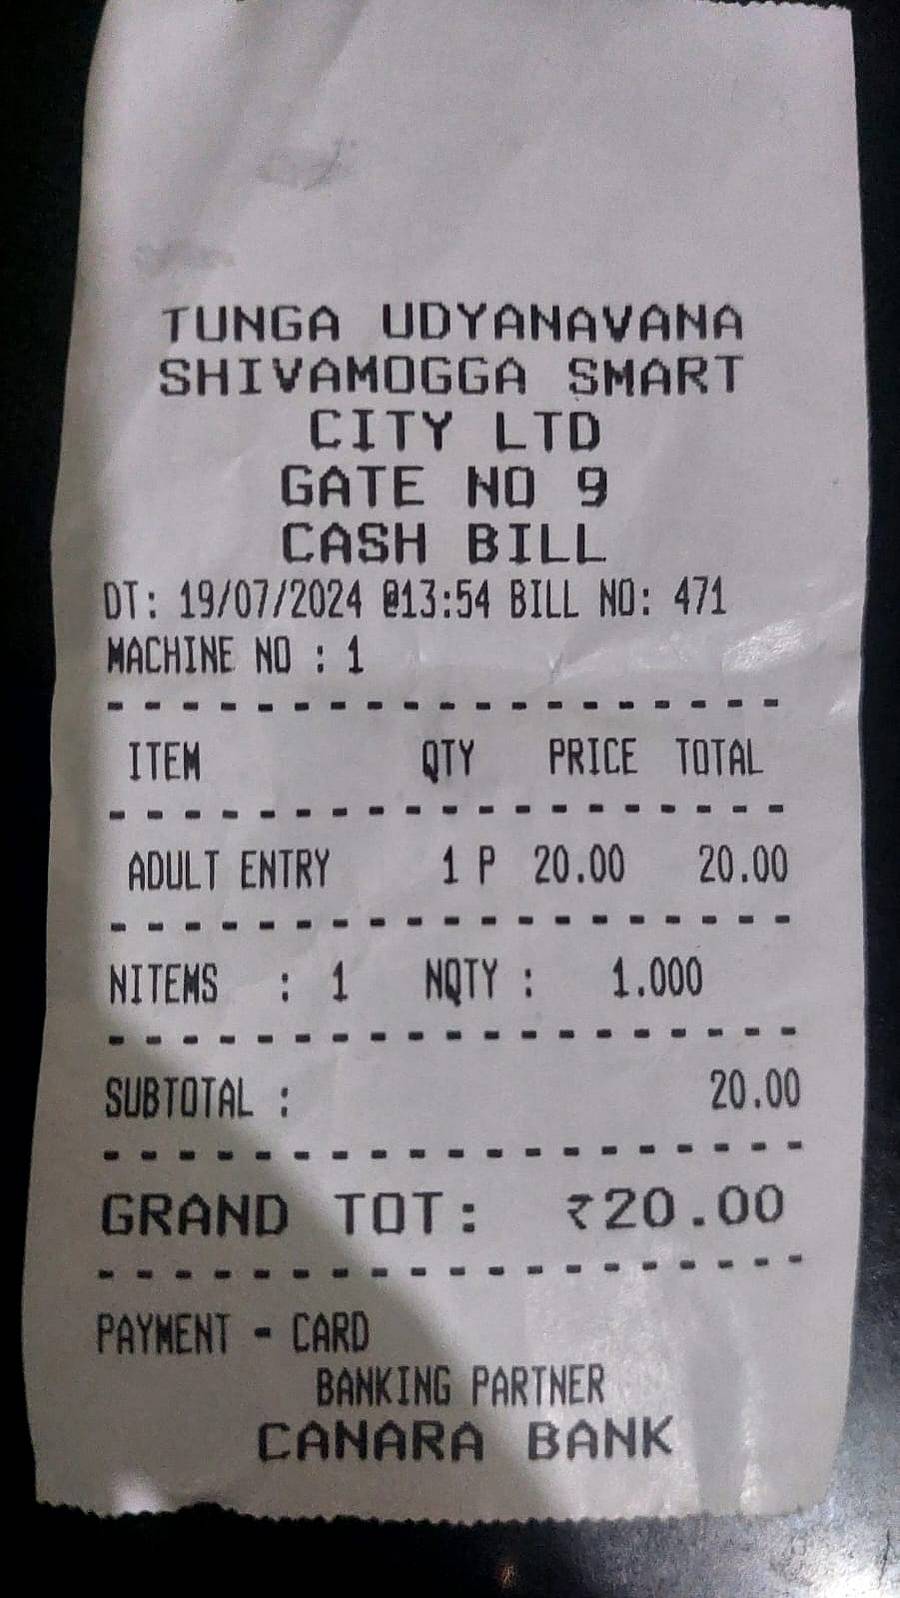 TUNGA UDYANAVANA
SHIVAMOGGA SMART
CITY LTD
GATE NO 9
CASH BILL
DT: 19/07/2024 @13:54 BILL NO: 471
MACHINE NO : 1
--------------------
ITEM QTY PRICE TOTAL
--------------------
ADULT ENTRY 1 P 20.00 20.00
--------------------
NITEMS : 1 NQTY : 1.000
--------------------
SUBTOTAL : 20.00
--------------------
GRAND TOT: ₹20.00
--------------------
PAYMENT - CARD
BANKING PARTNER
CANARA BANK